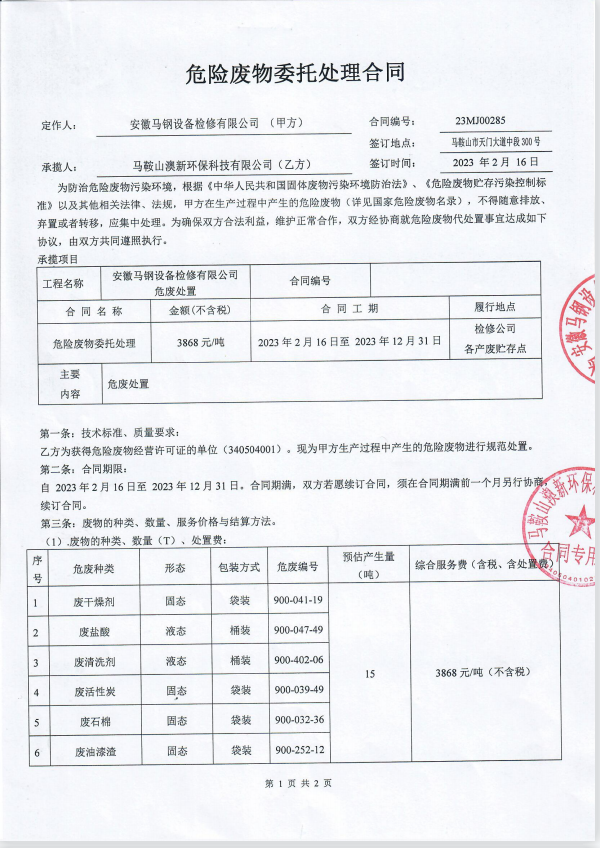 危险废物委托处理合同
定作人： 安徽马钢设备检修有限公司 （甲方） 合同编号： 23MJ00285
签订地点： 马鞍山市天门大道中段300号
承揽人： 马鞍山澳新环保科技有限公司（乙方） 签订时间： 2023 年 2 月 16 日
为防治危险废物污染环境，根据《中华人民共和国固体废物污染环境防治法》、《危险废物贮存污染控制标
准》以及其他相关法律、法规，甲方在生产过程中产生的危险废物（详见国家危险废物名录），不得随意排放、
弃置或者转移，应集中处理。为确保双方合法利益，维护正常合作，双方经协商就危险废物代处置事宜达成如下
协议，由双方共同遵照执行。
承揽项目
工程名称 安徽马钢设备检修有限公司 合同编号
危废处置
合 同 名 称 金额(不含税) 合 同 工 期 履行地点
危险废物委托处理 3868 元/吨 2023 年 2 月 16 日至 2023 年 12 月 31 日 检修公司
各产废贮存点
主要 危废处置
内容
第一条：技术标准、质量要求：
乙方为获得危险废物经营许可证的单位（340504001）。现为甲方生产过程中产生的危险废物进行规范处置。
第二条：合同期限：
自 2023 年 2 月 16 日至 2023 年 12 月 31 日。合同期满，双方若愿续订合同，须在合同期满前一个月另行协商，
续订合同。
第三条：废物的种类、数量、服务价格与结算方法。
（1）.废物的种类、数量（T）、处置费：
序号 危废种类 形态 包装方式 危废编号 预估产生量（吨） 综合服务费（含税、含处置费）
1 废干燥剂 固态 袋装 900-041-19
2 废盐酸 液态 桶装 900-047-49
3 废清洗剂 液态 桶装 900-402-06
15 3868 元/吨（不含税）
4 废活性炭 固态 袋装 900-039-49
5 废石棉 固态 袋装 900-032-36
6 废油漆渣 固态 袋装 900-252-12
第 1 页 共 2 页
安徽马钢设
马鞍山澳新环保
合同专用